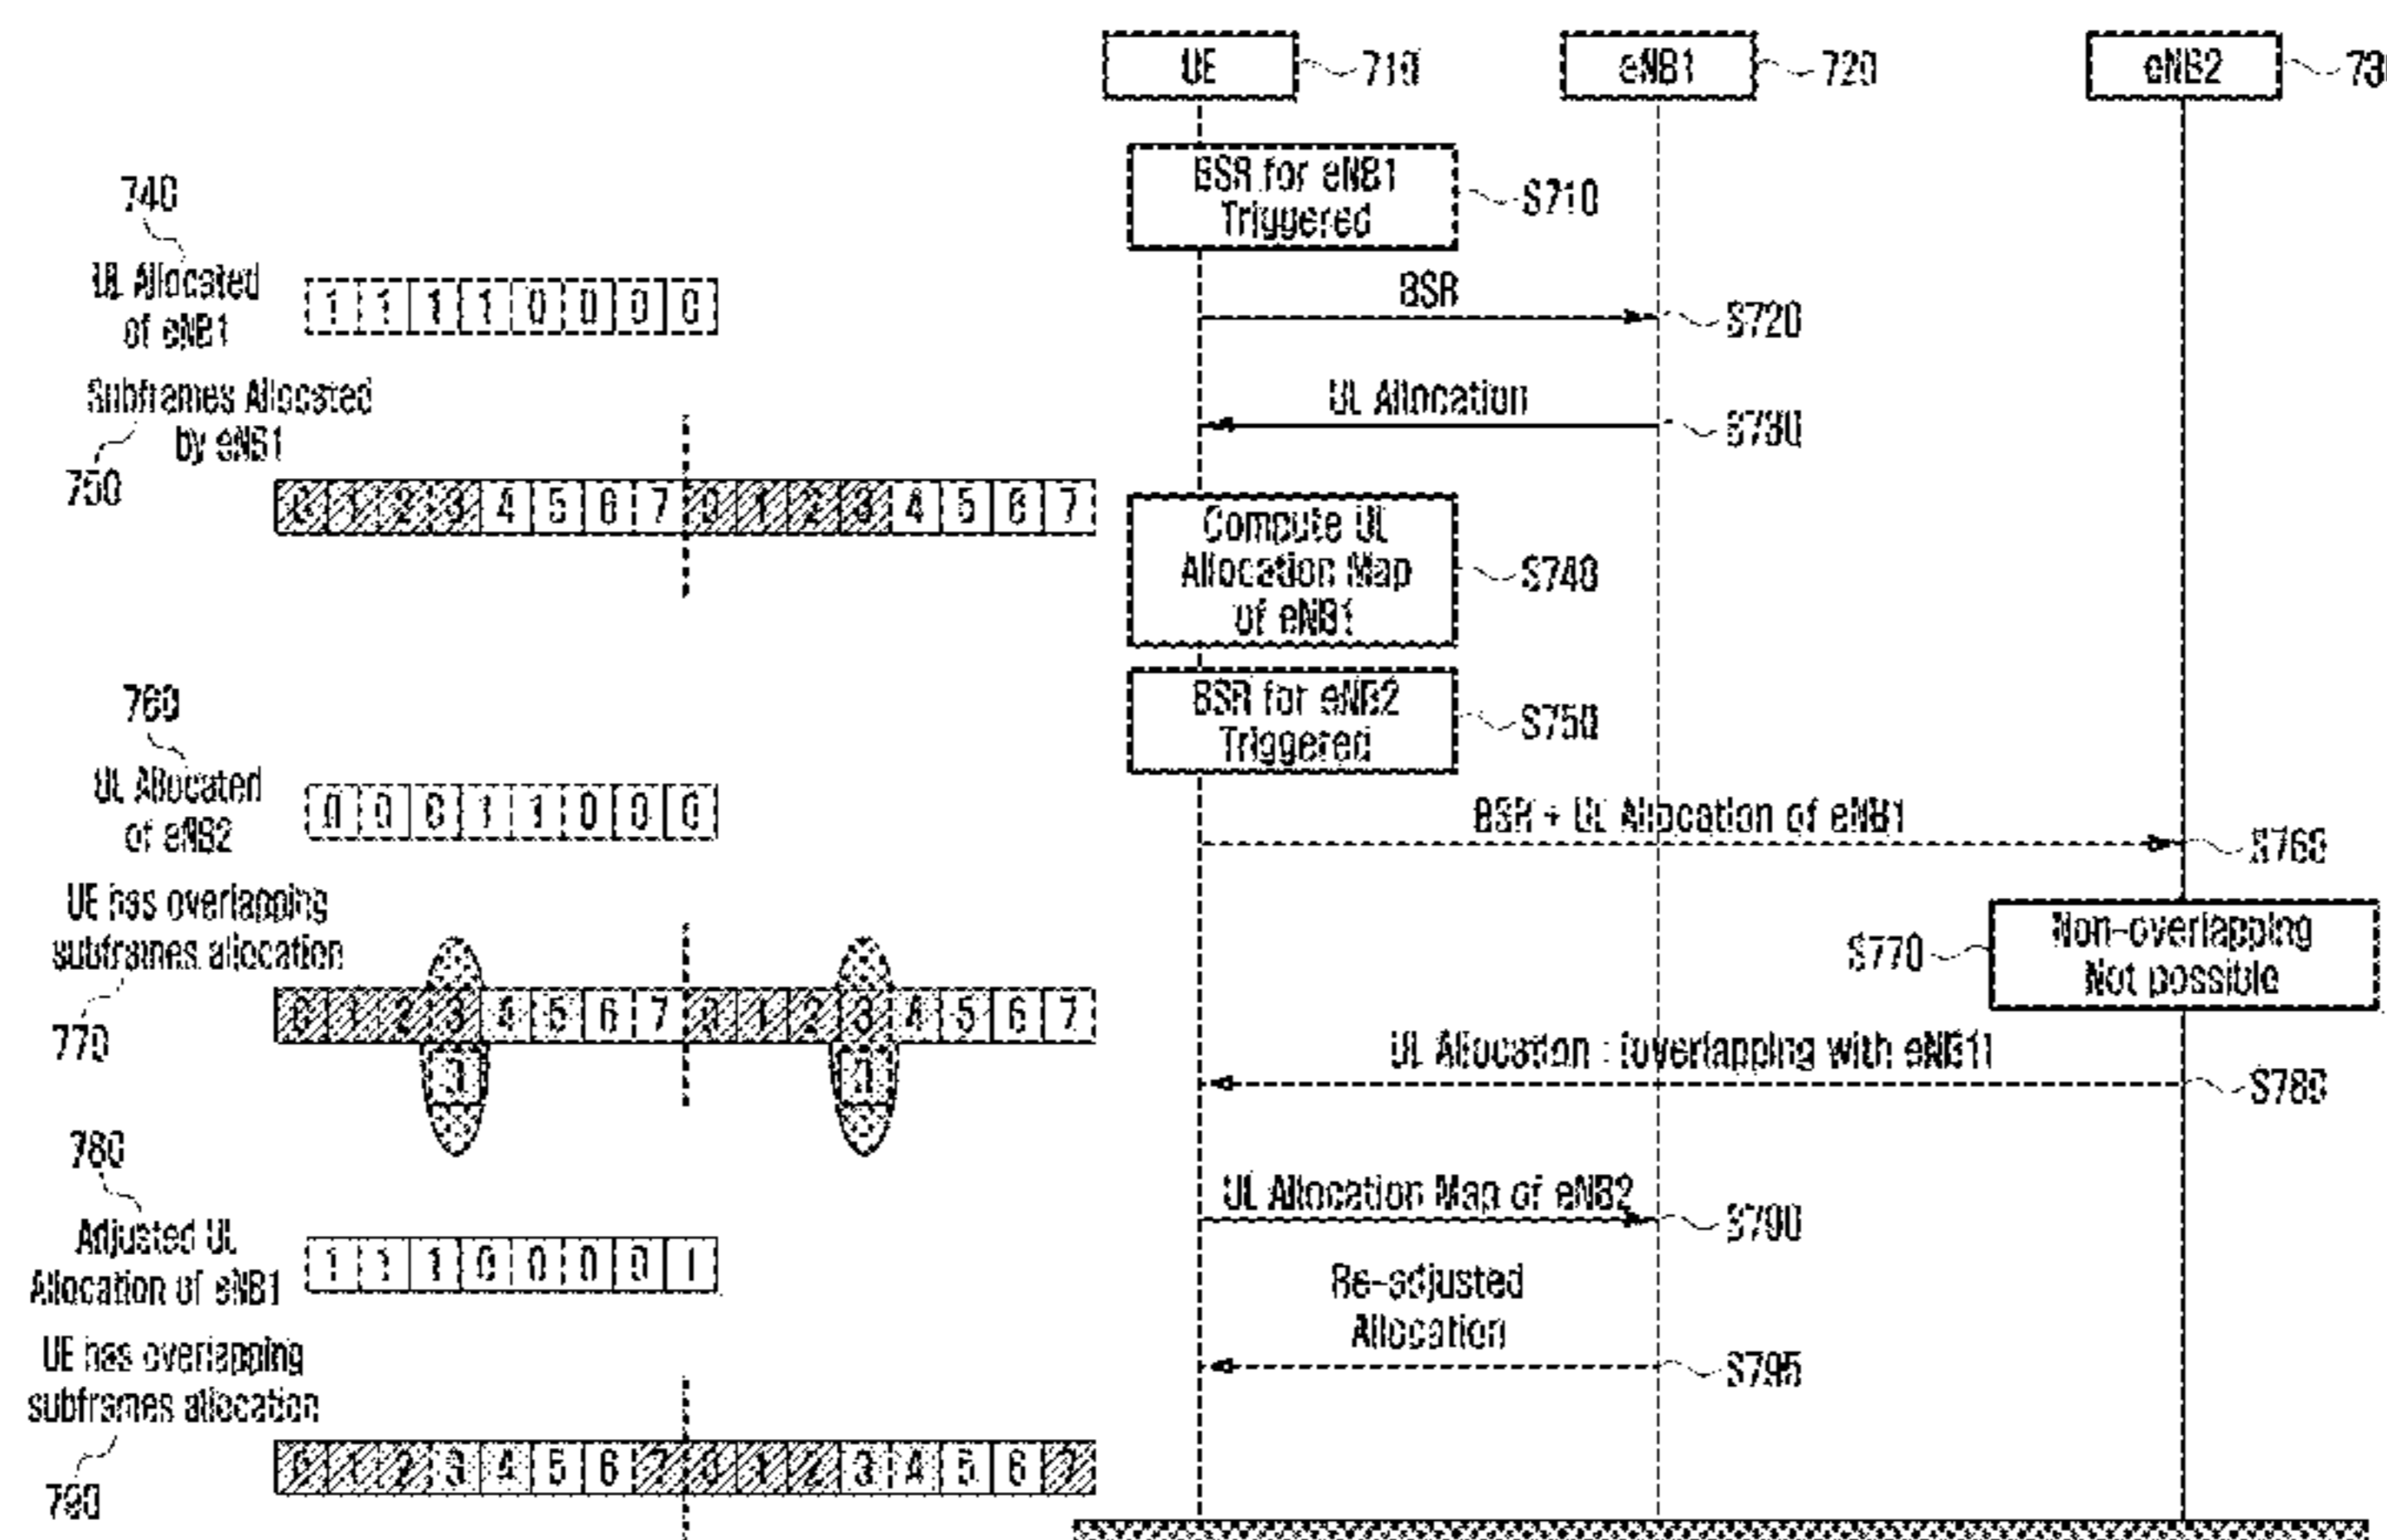 UE 710 eNB1 720 eNB2
BSR for eNB1
Triggered
S710
740
UL Allocated
of eNB1
1 1 1 1 0 0 0 0
BSR
S720
Subframes Allocated
by eNB1
750
UL Allocation
S730
0 1 2 3 4 5 6 7 0 1 2 3 4 5 6 7
Compute UL
Allocation Map
of eNB1
S740
BSR for eNB2
Triggered
S750
760
UL Allocated
of eNB2
0 0 0 1 1 0 0 0
BSR + UL Allocation of eNB1
S760
UE has overlapping
subframes allocation
770
0 1 2 3 4 5 6 7 0 1 2 3 4 5 6 7
S770
Non-overlapping
Not possible
UL Allocation : (overlapping with eNB1)
S780
780
Adjusted UL
Allocation of eNB1
1 1 1 0 0 0 0 1
UL Allocation Map of eNB2
S790
Re-adjusted
Allocation
S795
UE has overlapping
subframes allocation
790
0 1 2 3 4 5 6 7 0 1 2 3 4 5 6 7